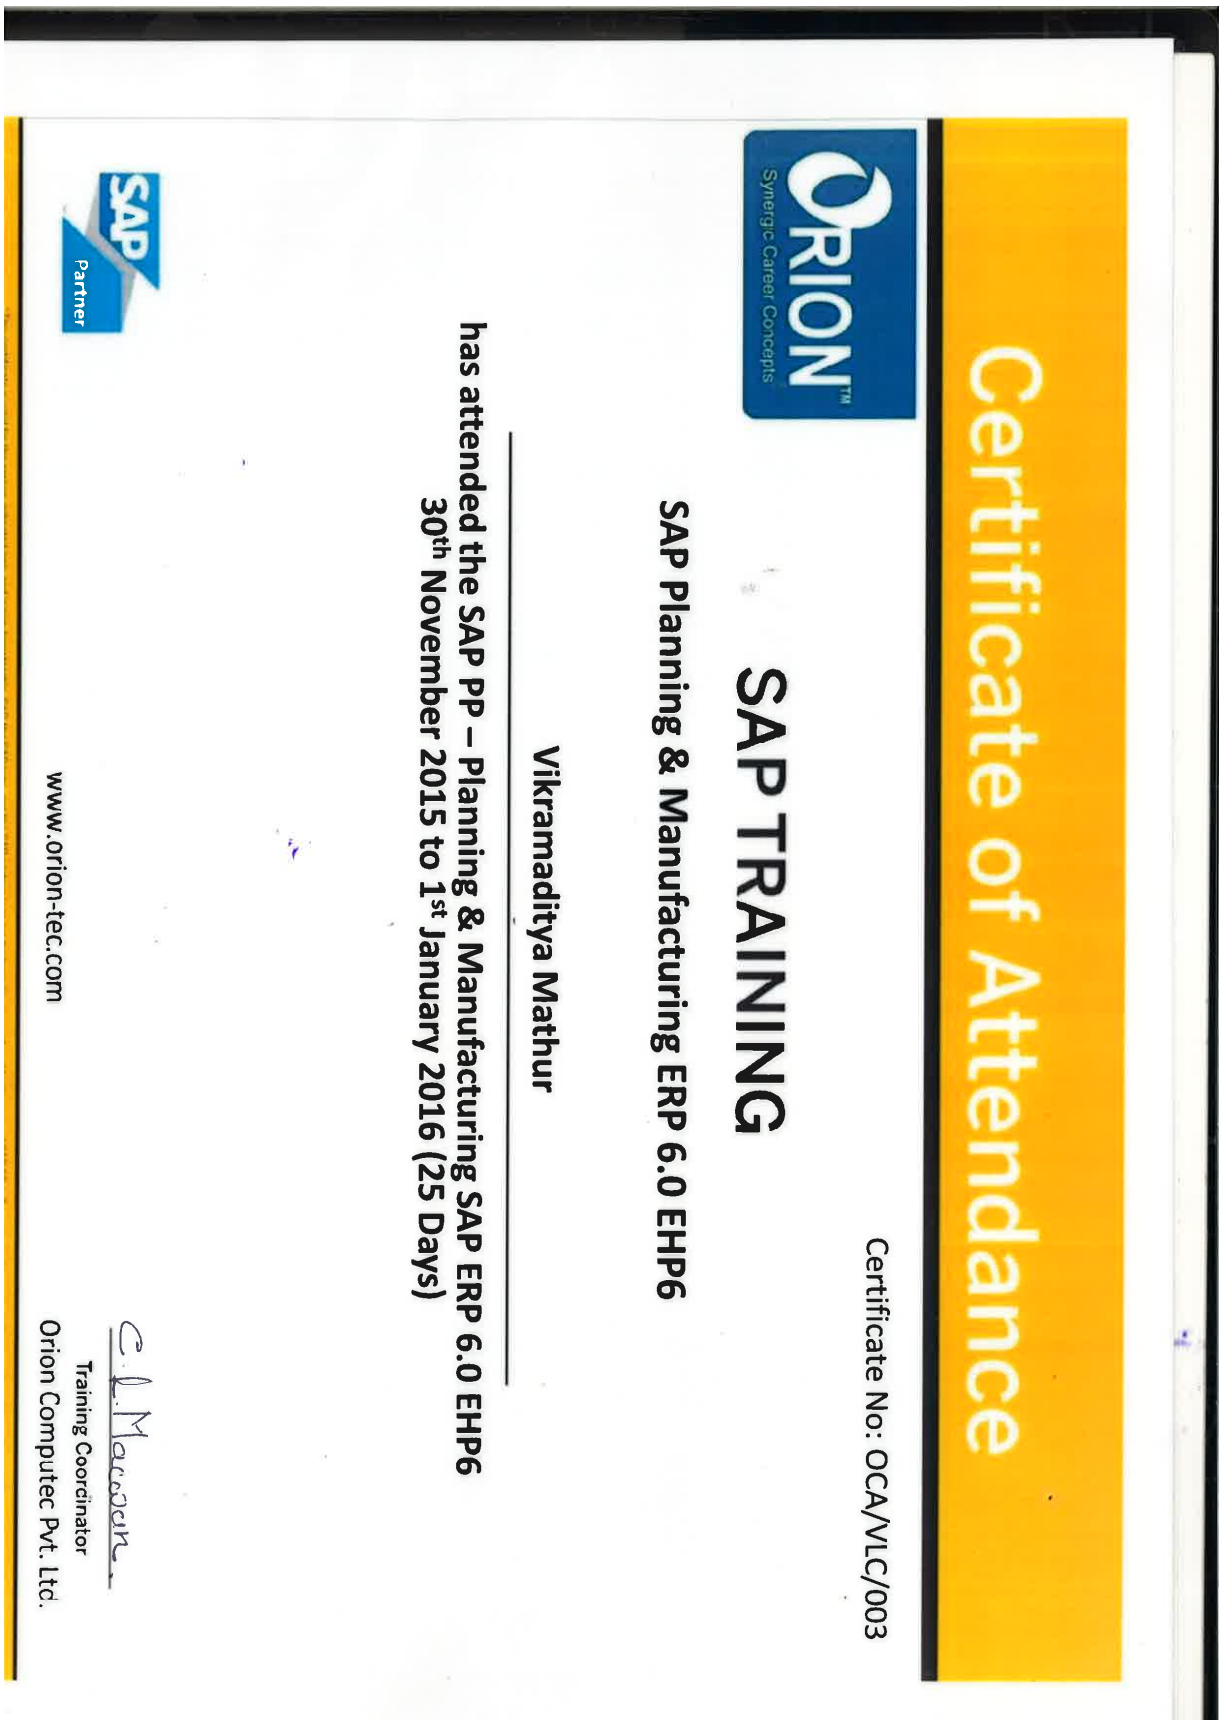 Certificate of Attendance
ORION™
Synergic Career Concepts
Certificate No: OCA/VLC/003
SAP TRAINING
SAP Planning & Manufacturing ERP 6.0 EHP6
Vikramaditya Mathur
has attended the SAP PP – Planning & Manufacturing SAP ERP 6.0 EHP6
30th November 2015 to 1st January 2016 (25 Days)
SAP
Partner
www.orion-tec.com
C. L. Macwan.
Training Coordinator
Orion Computec Pvt. Ltd.